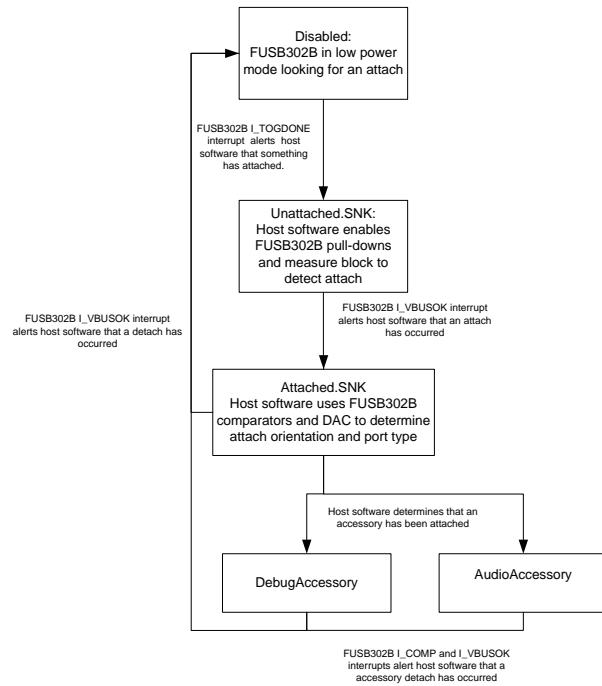 Disabled:
FUSB302B in low power
mode looking for an attach
FUSB302B I_TOGDONE
interrupt alerts host
software that something
has attached.
Unattached.SNK:
Host software enables
FUSB302B pull-downs
and measure block to
detect attach
FUSB302B I_VBUSOK interrupt
alerts host software that a detach has
occurred
FUSB302B I_VBUSOK interrupt
alerts host software that an attach
has occurred
Attached.SNK
Host software uses FUSB302B
comparators and DAC to determine
attach orientation and port type
Host software determines that an
accessory has been attached
DebugAccessory
AudioAccessory
FUSB302B I_COMP and I_VBUSOK
interrupts alert host software that a
accessory detach has occurred